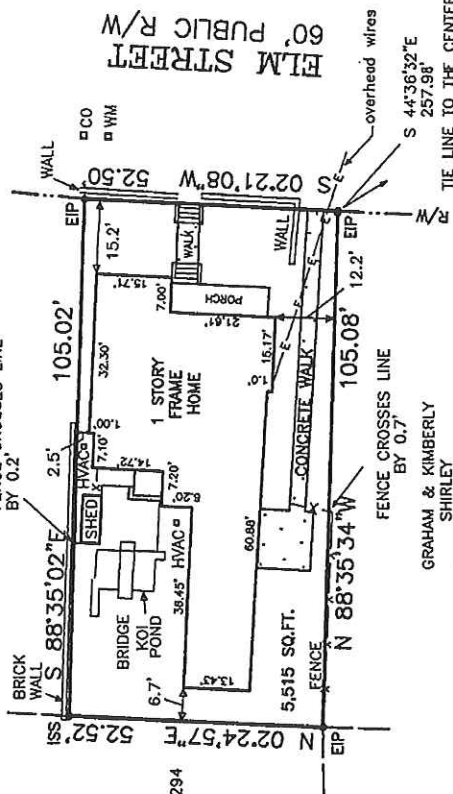 ELM STREET
60' PUBLIC R/W
CO
WM
WALL
overhead wires
S 44°36'32"E
257.98'
TIE LINE TO THE CENTER
R/W
EIP
52.50'
S 02°21'08"W
EIP
15.2'
WALK
WALL
12.2'
105.02'
15.71'
7.00'
PORCH
21.61'
15.17'
1.0'
E
E
E
E
105.08'
32.30'
1 STORY
FRAME
HOME
CONCRETE WALK
BY 0.2'
2.5'
HVAC
1.00'
7.10'
14.72'
7.20'
6.20'
SHED
x
HVAC
60.88'
FENCE CROSSES LINE
BY 0.7'
GRAHAM & KIMBERLY
SHIRLEY
S 88°35'02"E
BRIDGE
KOI
POND
38.45'
N 88°35'34"W
BRICK
WALL
6.7'
13.43'
5,515 SQ.FT.
FENCE
x
x
x
x
ISS
52.52'
N 02°24'57"E
EIP
294